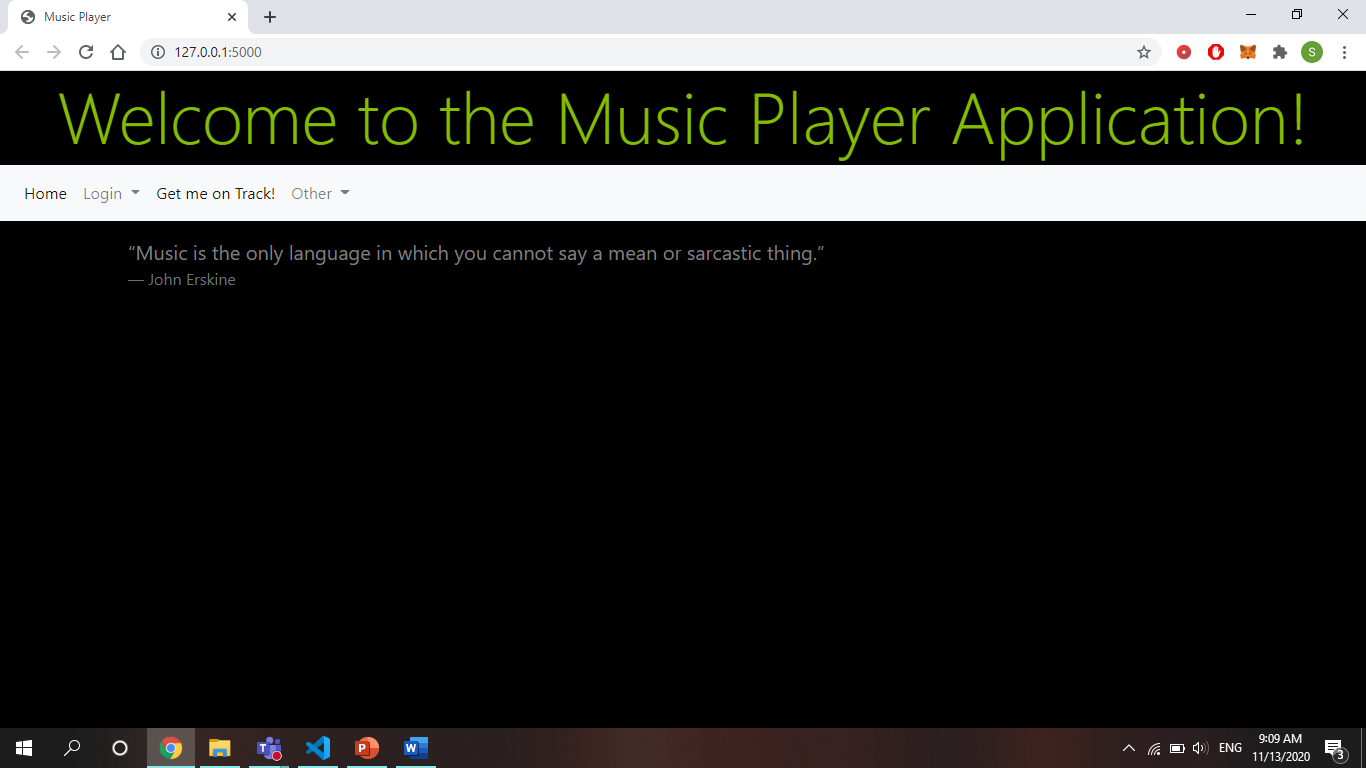 Music Player
127.0.0.1:5000
S
Welcome to the Music Player Application!
Home Login Get me on Track! Other
“Music is the only language in which you cannot say a mean or sarcastic thing.”
— John Erskine
ENG
9:09 AM
11/13/2020
3